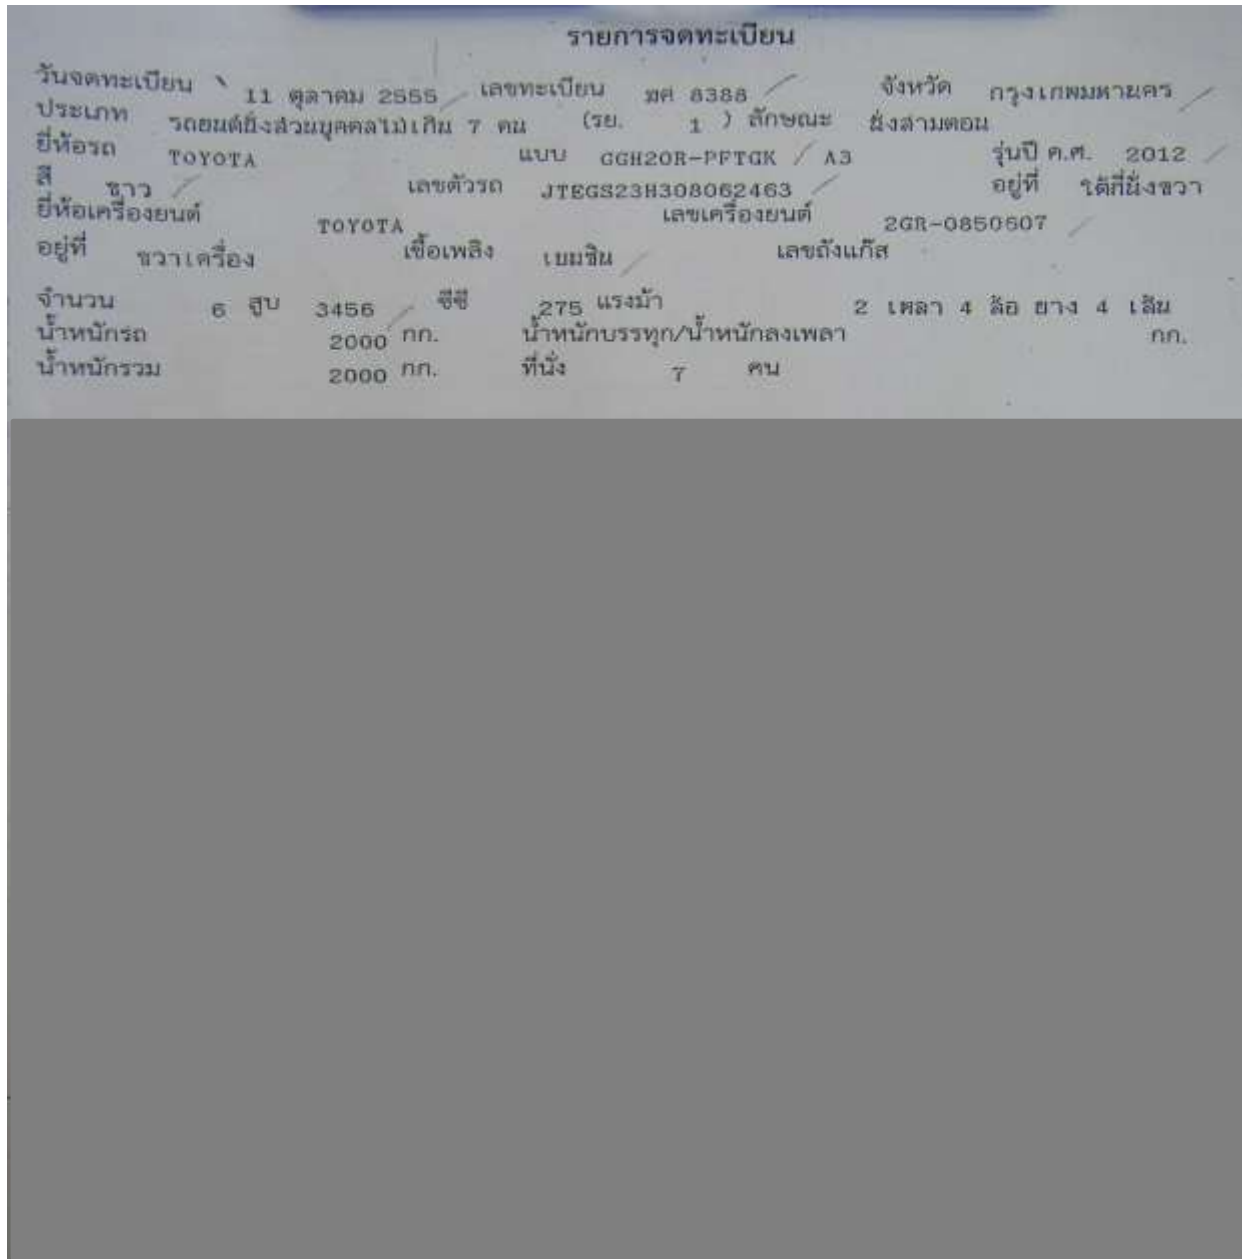 รายการจดทะเบียน
วันจดทะเบียน 11 ตุลาคม 2555 เลขทะเบียน ฆศ 8388 จังหวัด กรุงเทพมหานคร
ประเภท รถยนต์นั่งส่วนบุคคลไม่เกิน 7 คน (รย. 1 ) ลักษณะ นั่งสามตอน
ยี่ห้อรถ TOYOTA แบบ GGH20R-PFTGK / A3 รุ่นปี ค.ศ. 2012
สี ขาว เลขตัวรถ JTEGS23H308062463 อยู่ที่ ใต้ที่นั่งขวา
ยี่ห้อเครื่องยนต์ TOYOTA เลขเครื่องยนต์ 2GR-0850607
อยู่ที่ ขวาเครื่อง เชื้อเพลิง เบนซิน เลขถังแก๊ส
จำนวน 6 สูบ 3456 ซีซี 275 แรงม้า 2 เพลา 4 ล้อ ยาง 4 เส้น
น้ำหนักรถ 2000 กก. น้ำหนักบรรทุก/น้ำหนักลงเพลา กก.
น้ำหนักรวม 2000 กก. ที่นั่ง 7 คน